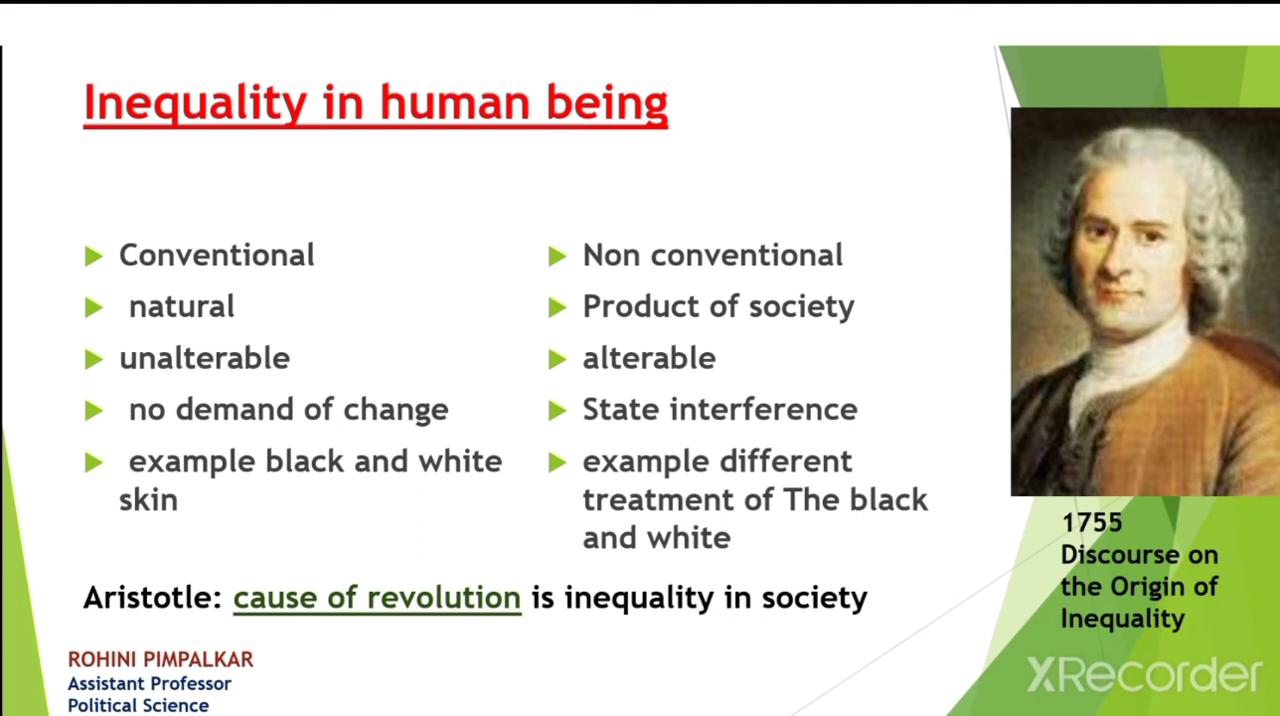 Inequality in human being
Conventional
natural
unalterable
no demand of change
example black and white
skin
Non conventional
Product of society
alterable
State interference
example different
treatment of The black
and white
Aristotle: cause of revolution is inequality in society
1755
Discourse on
the Origin of
Inequality
ROHINI PIMPALKAR
Assistant Professor
Political Science
XRecorder